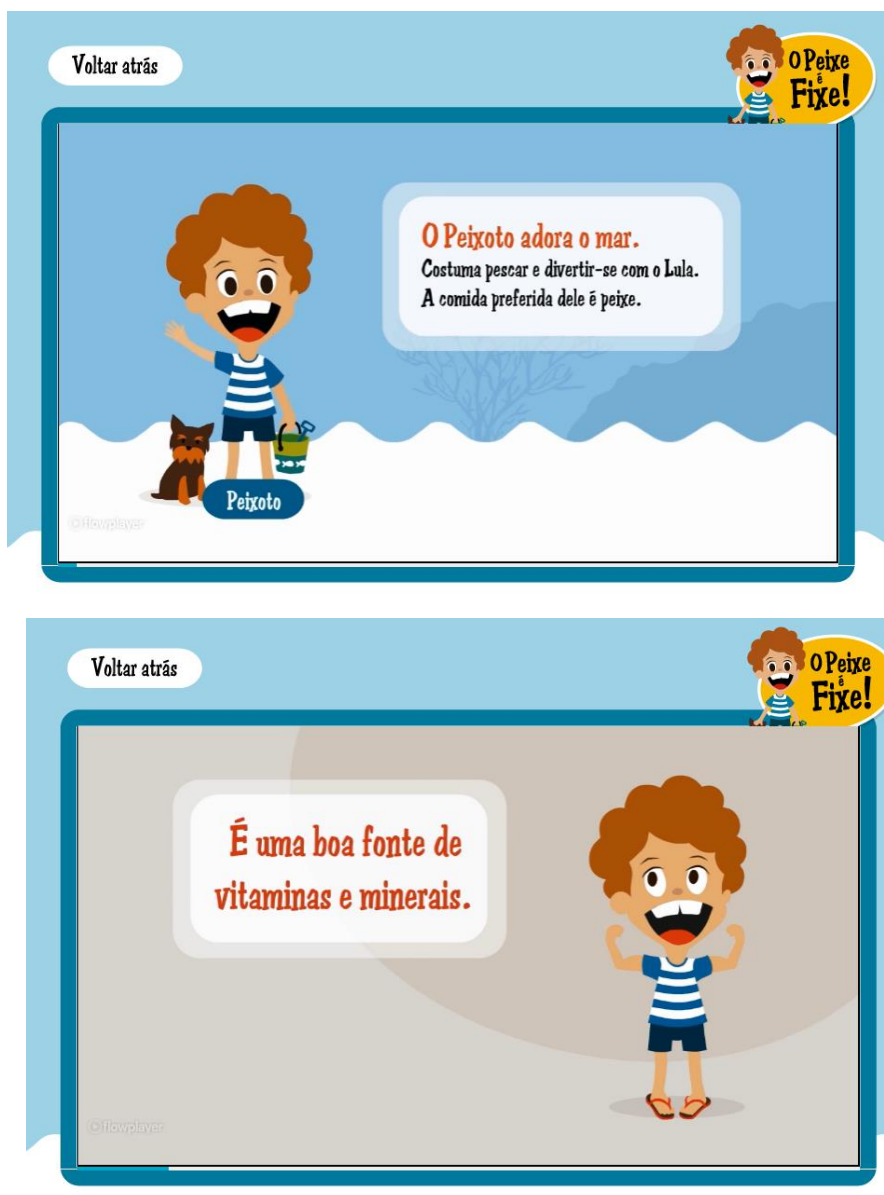 Voltar atrás
O Peixe
é
Fixe!
O Peixoto adora o mar.
Costuma pescar e divertir-se com o Lula.
A comida preferida dele é peixe.
Peixoto
flowplayer
Voltar atrás
O Peixe
é
Fixe!
É uma boa fonte de
vitaminas e minerais.
flowplayer